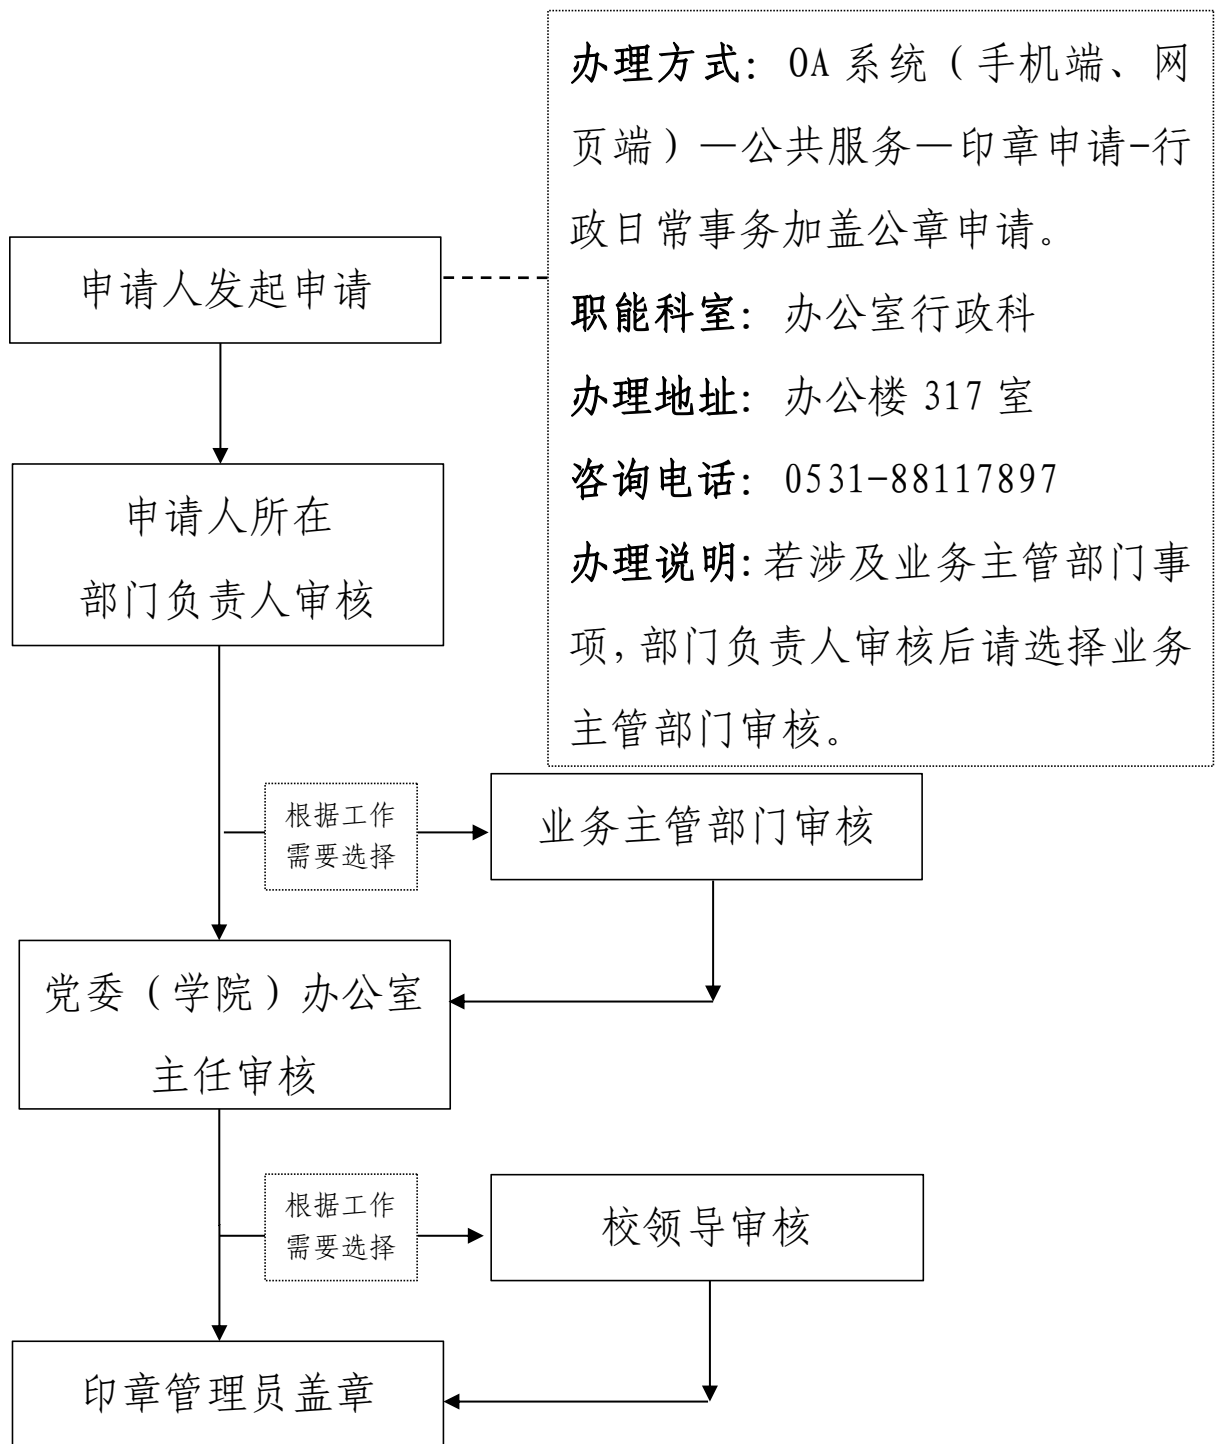 办理方式：OA 系统（手机端、网
页端）—公共服务—印章申请-行
政日常事务加盖公章申请。
职能科室：办公室行政科
办理地址：办公楼 317 室
咨询电话：0531-88117897
办理说明：若涉及业务主管部门事
项，部门负责人审核后请选择业务
主管部门审核。
申请人发起申请
申请人所在
部门负责人审核
根据工作
需要选择
业务主管部门审核
党委（学院）办公室
主任审核
根据工作
需要选择
校领导审核
印章管理员盖章